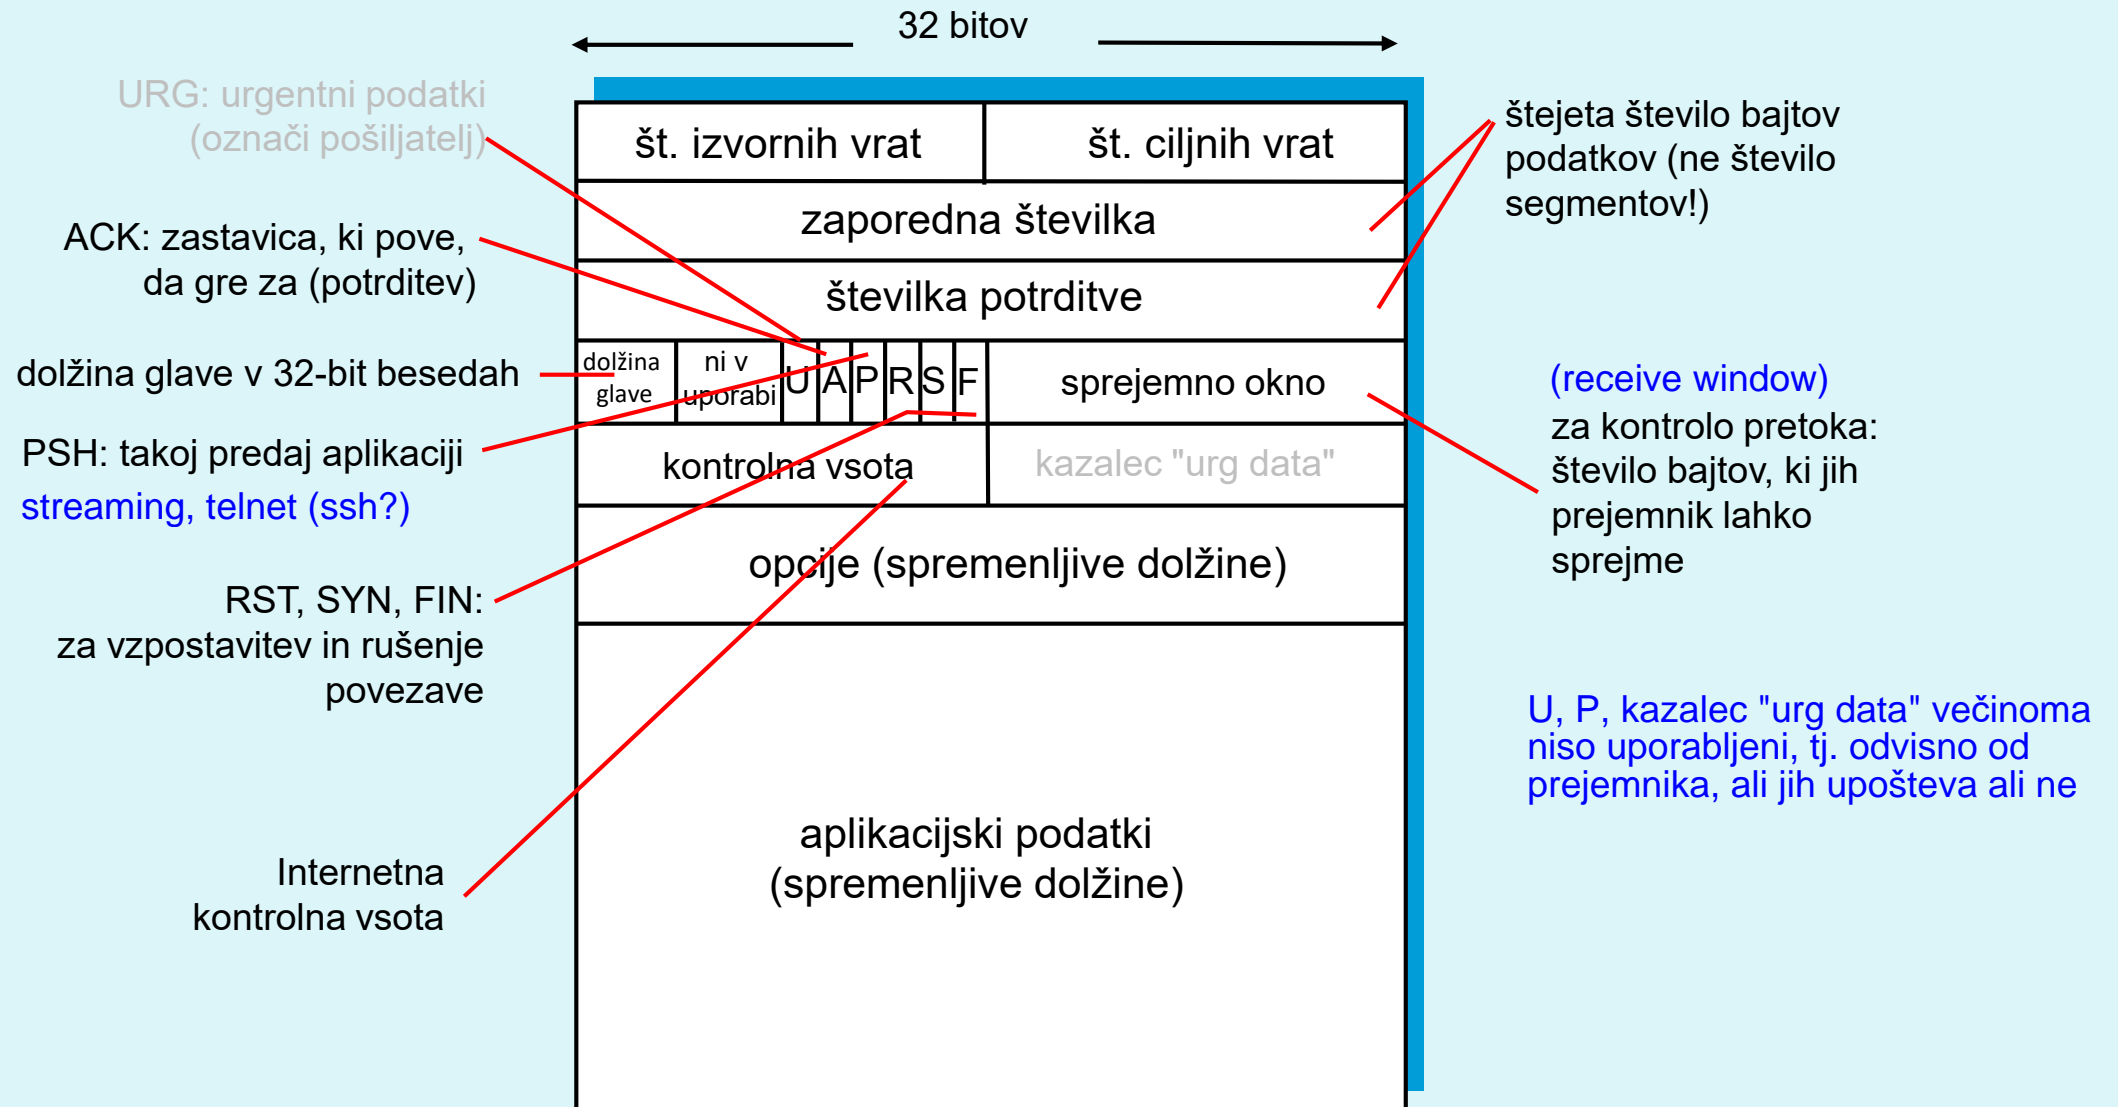 32 bitov
URG: urgentni podatki
(označi pošiljatelj)
ACK: zastavica, ki pove,
da gre za (potrditev)
dolžina glave v 32-bit besedah
PSH: takoj predaj aplikaciji
streaming, telnet (ssh?)
RST, SYN, FIN:
za vzpostavitev in rušenje
povezave
Internetna
kontrolna vsota
št. izvornih vrat
št. ciljnih vrat
zaporedna številka
številka potrditve
dolžina
glave
ni v
uporabi
U A P R S F
sprejemno okno
kontrolna vsota
kazalec "urg data"
opcije (spremenljive dolžine)
aplikacijski podatki
(spremenljive dolžine)
štejeta število bajtov
podatkov (ne število
segmentov!)
(receive window)
za kontrolo pretoka:
število bajtov, ki jih
prejemnik lahko
sprejme
U, P, kazalec "urg data" večinoma
niso uporabljeni, tj. odvisno od
prejemnika, ali jih upošteva ali ne